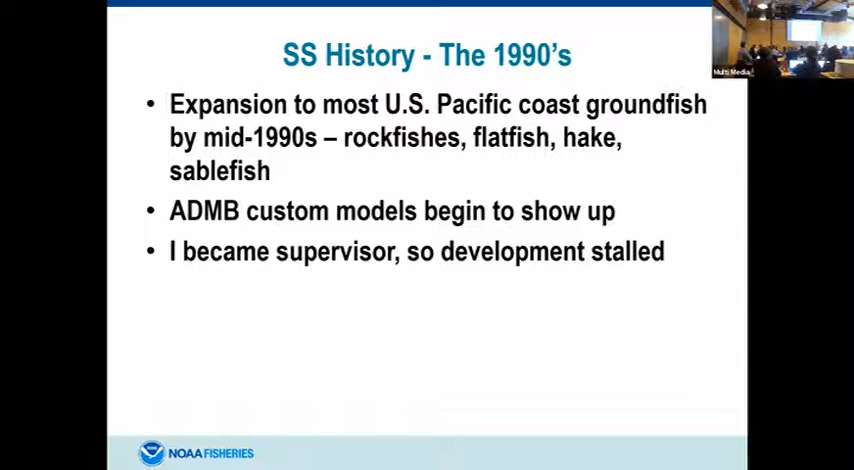 SS History - The 1990's
• Expansion to most U.S. Pacific coast groundfish
by mid-1990s – rockfishes, flatfish, hake,
sablefish
• ADMB custom models begin to show up
• I became supervisor, so development stalled
NOAA FISHERIES
Multi Media